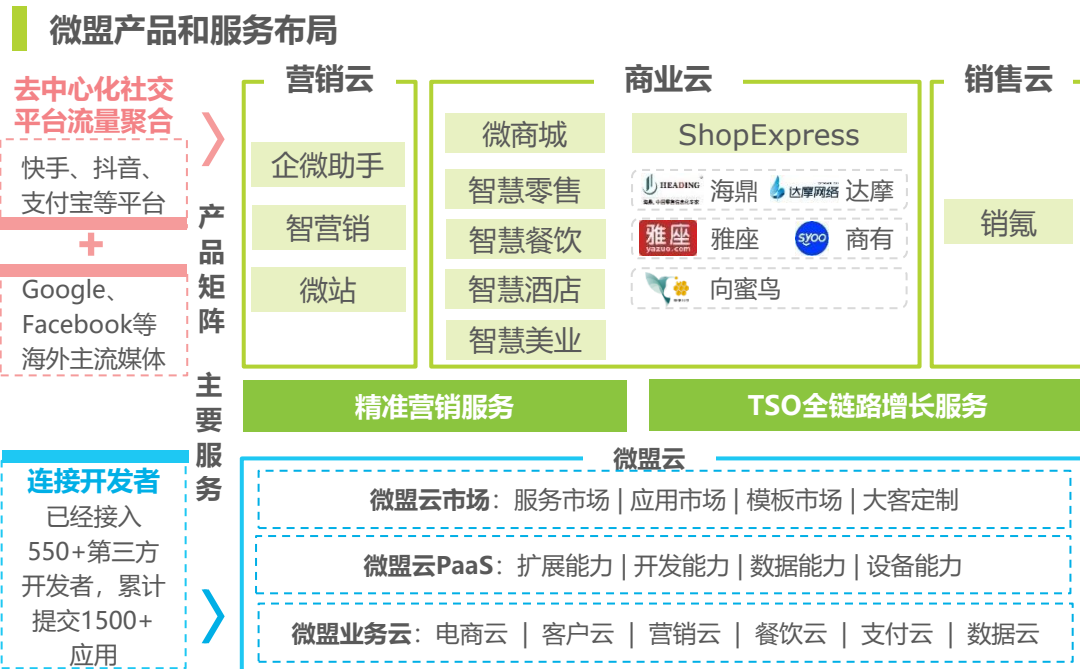 微盟产品和服务布局
去中心化社交
平台流量聚合
快手、抖音、
支付宝等平台
+
Google、
Facebook等
海外主流媒体
产品矩阵
主要服务
营销云
企微助手
智营销
微站
商业云
微商城
智慧零售
智慧餐饮
智慧酒店
智慧美业
ShopExpress
HEADING 海鼎 达摩网络 达摩
雅座 yazuo.com 雅座 syoo 商有
向蜜鸟
销售云
销氪
精准营销服务
TSO全链路增长服务
连接开发者
已经接入
550+第三方
开发者，累计
提交1500+
应用
微盟云
微盟云市场：服务市场 | 应用市场 | 模板市场 | 大客定制
微盟云PaaS：扩展能力 | 开发能力 | 数据能力 | 设备能力
微盟业务云：电商云 | 客户云 | 营销云 | 餐饮云 | 支付云 | 数据云